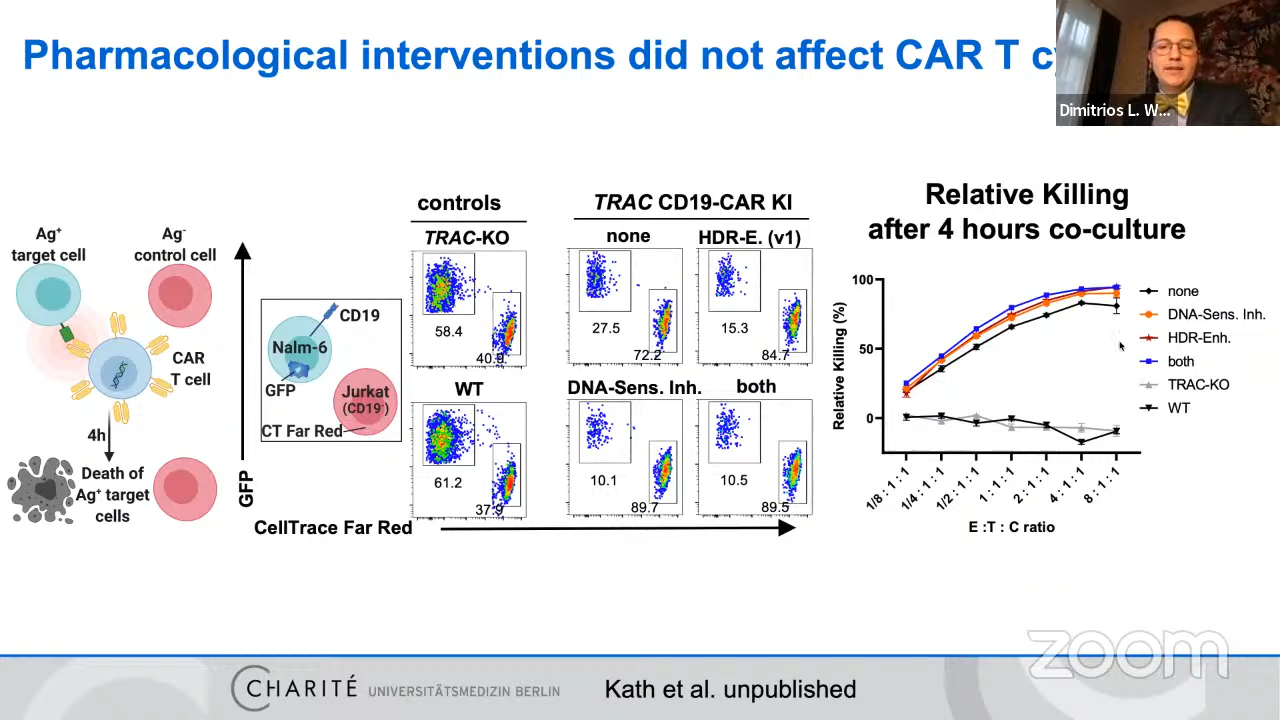 Pharmacological interventions did not affect CAR T
Dimitrios L. W...
Ag⁺
target cell
Ag⁻
control cell
CAR
T cell
4h
Death of
Ag⁺ target
cells
GFP
CD19
Nalm-6
GFP
Jurkat
(CD19⁻)
CT Far Red
CellTrace Far Red
controls
TRAC-KO
58.4
40.9
WT
61.2
37.9
TRAC CD19-CAR KI
none
HDR-E. (v1)
27.5
72.2
15.3
84.7
DNA-Sens. Inh.
both
10.1
89.7
10.5
89.5
Relative Killing
after 4 hours co-culture
Relative Killing (%)
100
50
0
1/8 : 1 : 1
1/4 : 1 : 1
1/2 : 1 : 1
1 : 1 : 1
2 : 1 : 1
4 : 1 : 1
8 : 1 : 1
E :T : C ratio
none
DNA-Sens. Inh.
HDR-Enh.
both
TRAC-KO
WT
zoom
CHARITÉ UNIVERSITÄTSMEDIZIN BERLIN
Kath et al. unpublished